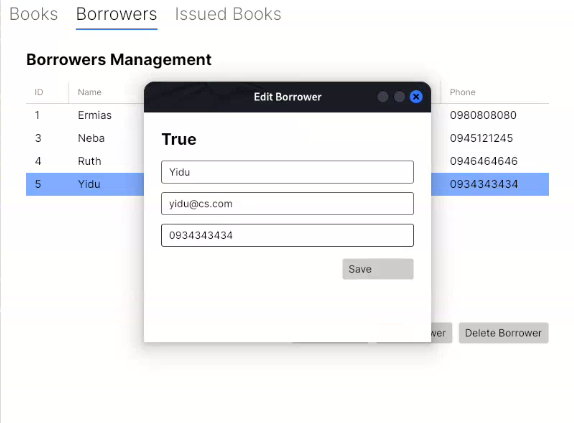 Books Borrowers Issued Books
Borrowers Management
ID Name Phone
1 Ermias 0980808080
3 Neba 0945121245
4 Ruth 0946464646
5 Yidu 0934343434
Edit Borrower
True
Yidu
yidu@cs.com
0934343434
Save
wer Delete Borrower